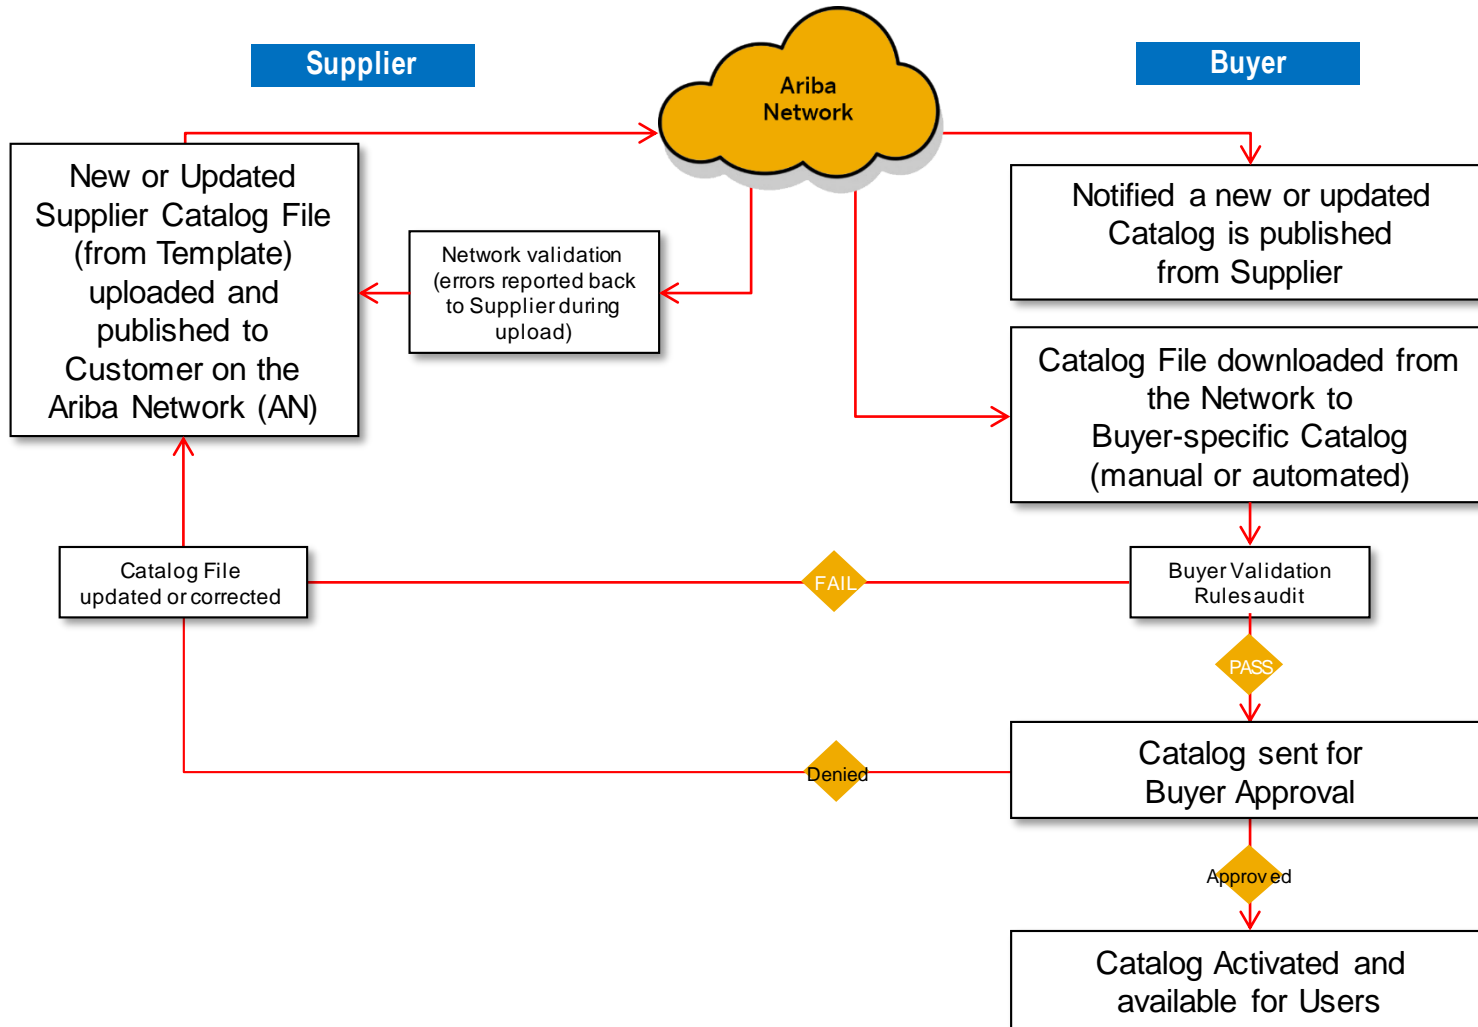 Supplier
Ariba
Network
Buyer
New or Updated
Supplier Catalog File
(from Template)
uploaded and
published to
Customer on the
Ariba Network (AN)
Network validation
(errors reported back
to Supplier during
upload)
Notified a new or updated
Catalog is published
from Supplier
Catalog File downloaded from
the Network to
Buyer-specific Catalog
(manual or automated)
Catalog File
updated or corrected
FAIL
Buyer Validation
Rules audit
PASS
Denied
Catalog sent for
Buyer Approval
Approved
Catalog Activated and
available for Users